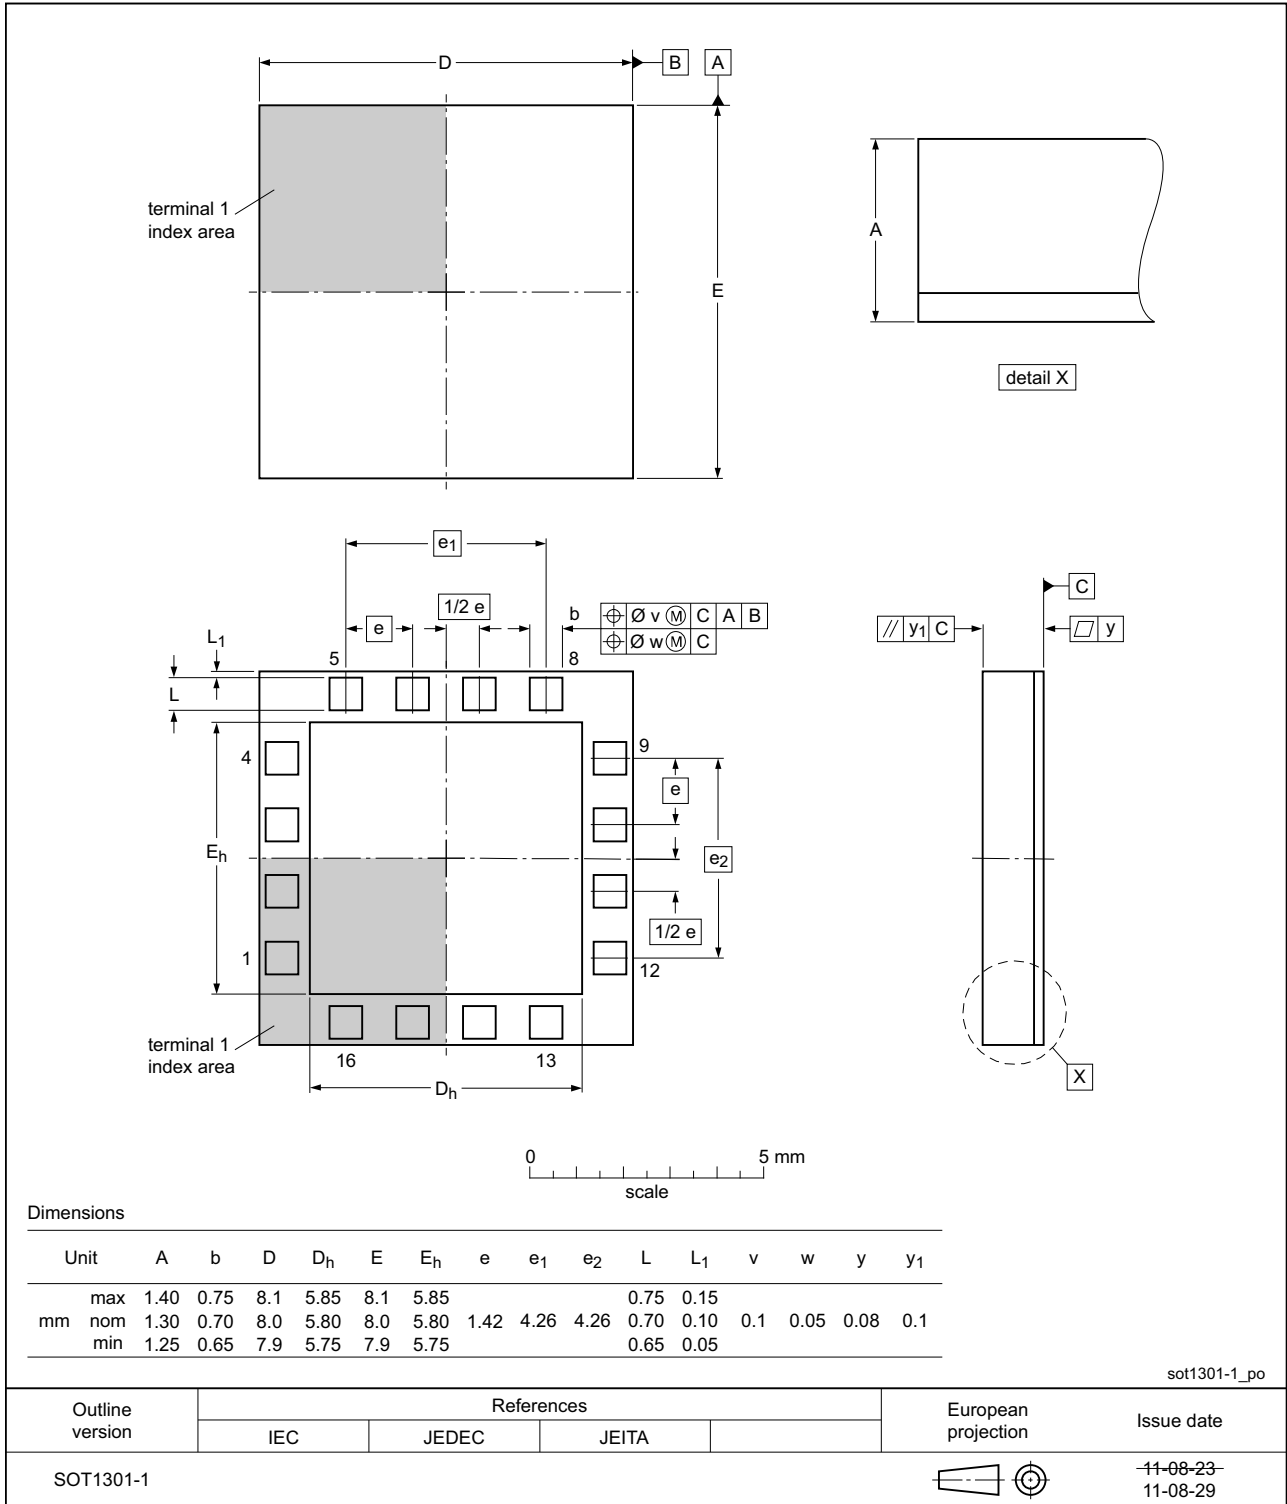 D
B
A
terminal 1
index area
E
A
detail X
e1
1/2 e
e
b
Ø v Ⓜ C A B
Ø w Ⓜ C
L1
L
5
8
C
// y1 C
y
4
9
e
Eh
e2
1/2 e
1
12
terminal 1
index area
16
13
Dh
X
0
5 mm
scale
Dimensions
Unit A b D Dh E Eh e e1 e2 L L1 v w y y1
max 1.40 0.75 8.1 5.85 8.1 5.85 0.75 0.15
mm nom 1.30 0.70 8.0 5.80 8.0 5.80 1.42 4.26 4.26 0.70 0.10 0.1 0.05 0.08 0.1
min 1.25 0.65 7.9 5.75 7.9 5.75 0.65 0.05
sot1301-1_po
Outline
version
References
IEC JEDEC JEITA
European
projection
Issue date
SOT1301-1
11-08-23
11-08-29